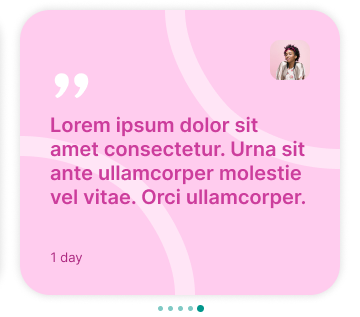 ”
Lorem ipsum dolor sit
amet consectetur. Urna sit
ante ullamcorper molestie
vel vitae. Orci ullamcorper.
1 day